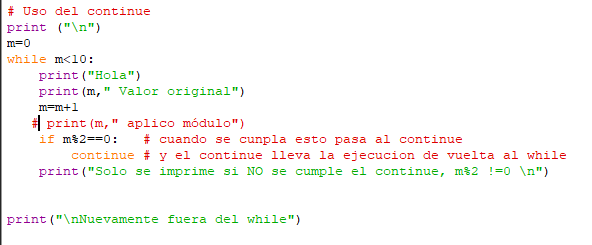 # Uso del continue
print ("\n")
m=0
while m<10:
    print("Hola")
    print(m," Valor original")
    m=m+1
   # print(m," aplico módulo")
    if m%2==0:   # cuando se cunpla esto pasa al continue
        continue # y el continue lleva la ejecucion de vuelta al while
    print("Solo se imprime si NO se cumple el continue, m%2 !=0 \n")
print("\nNuevamente fuera del while")